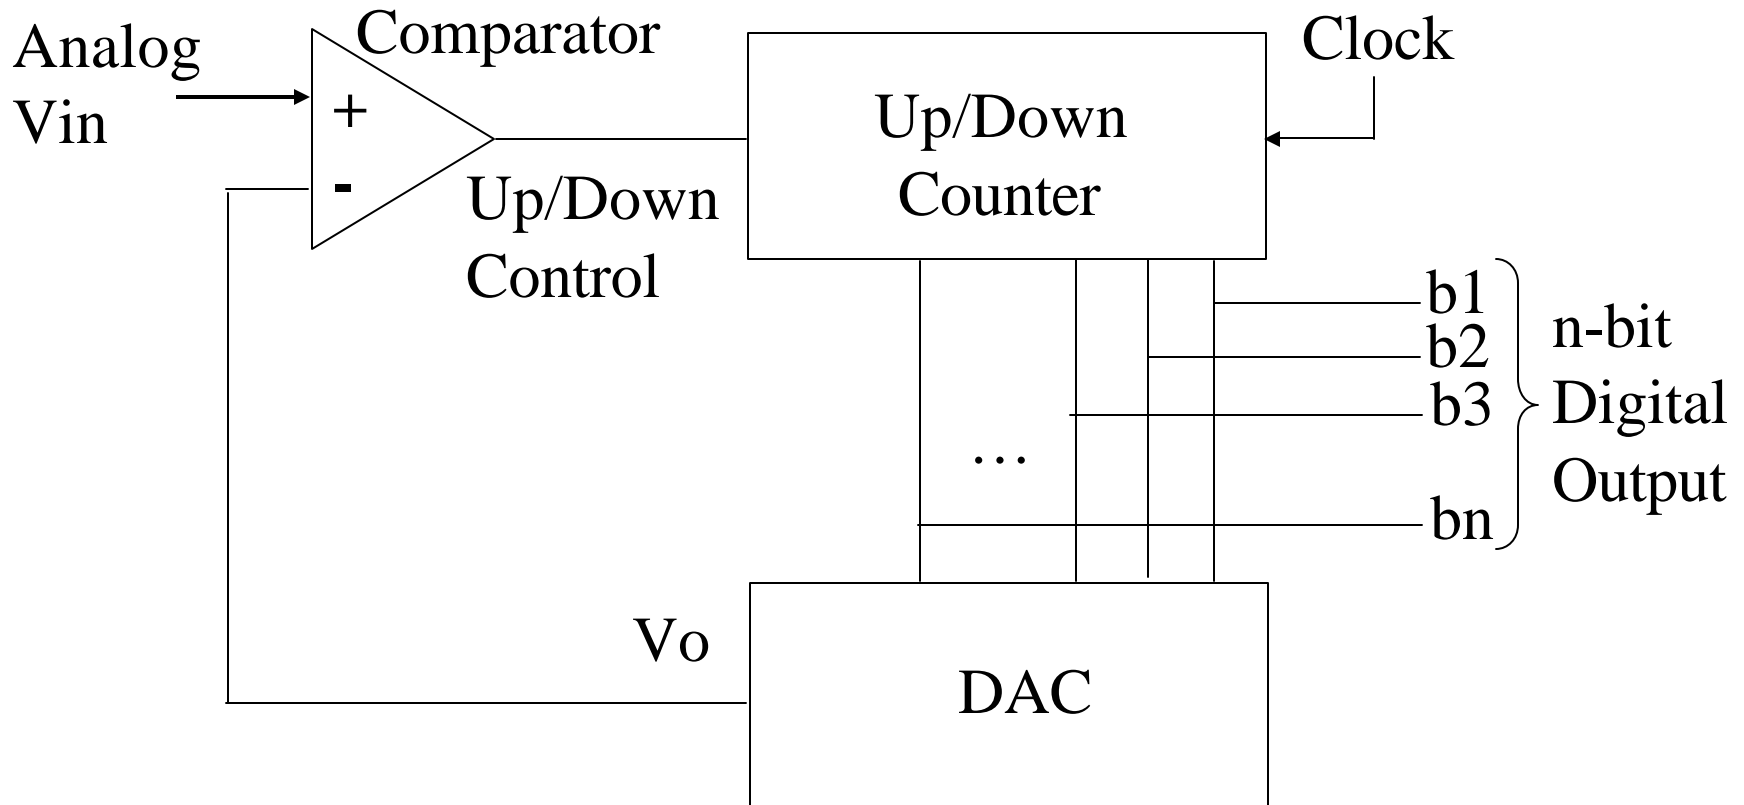 Analog
Vin
Comparator
+
-
Up/Down
Control
Up/Down
Counter
Clock
b1
b2
b3
...
bn
n-bit
Digital
Output
Vo
DAC